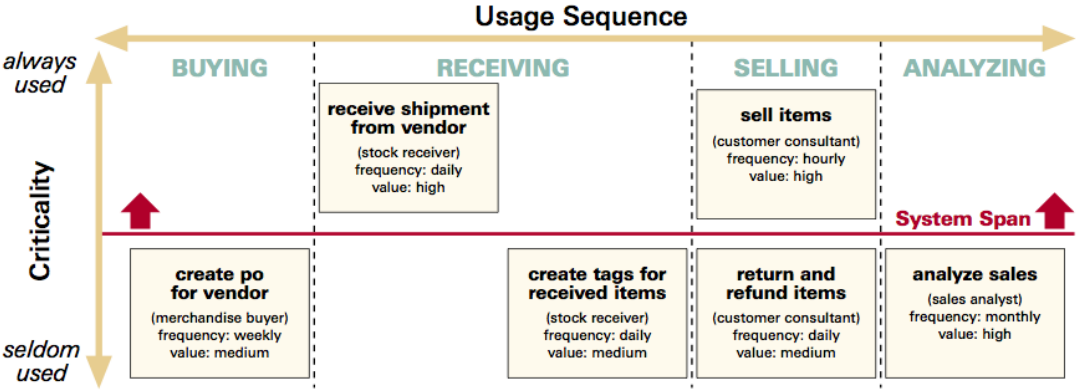 Usage Sequence
always
used
BUYING
RECEIVING
SELLING
ANALYZING
receive shipment
from vendor
(stock receiver)
frequency: daily
value: high
sell items
(customer consultant)
frequency: hourly
value: high
Criticality
System Span
create po
for vendor
(merchandise buyer)
frequency: weekly
value: medium
create tags for
received items
(stock receiver)
frequency: daily
value: medium
return and
refund items
(customer consultant)
frequency: daily
value: medium
analyze sales
(sales analyst)
frequency: monthly
value: high
seldom
used